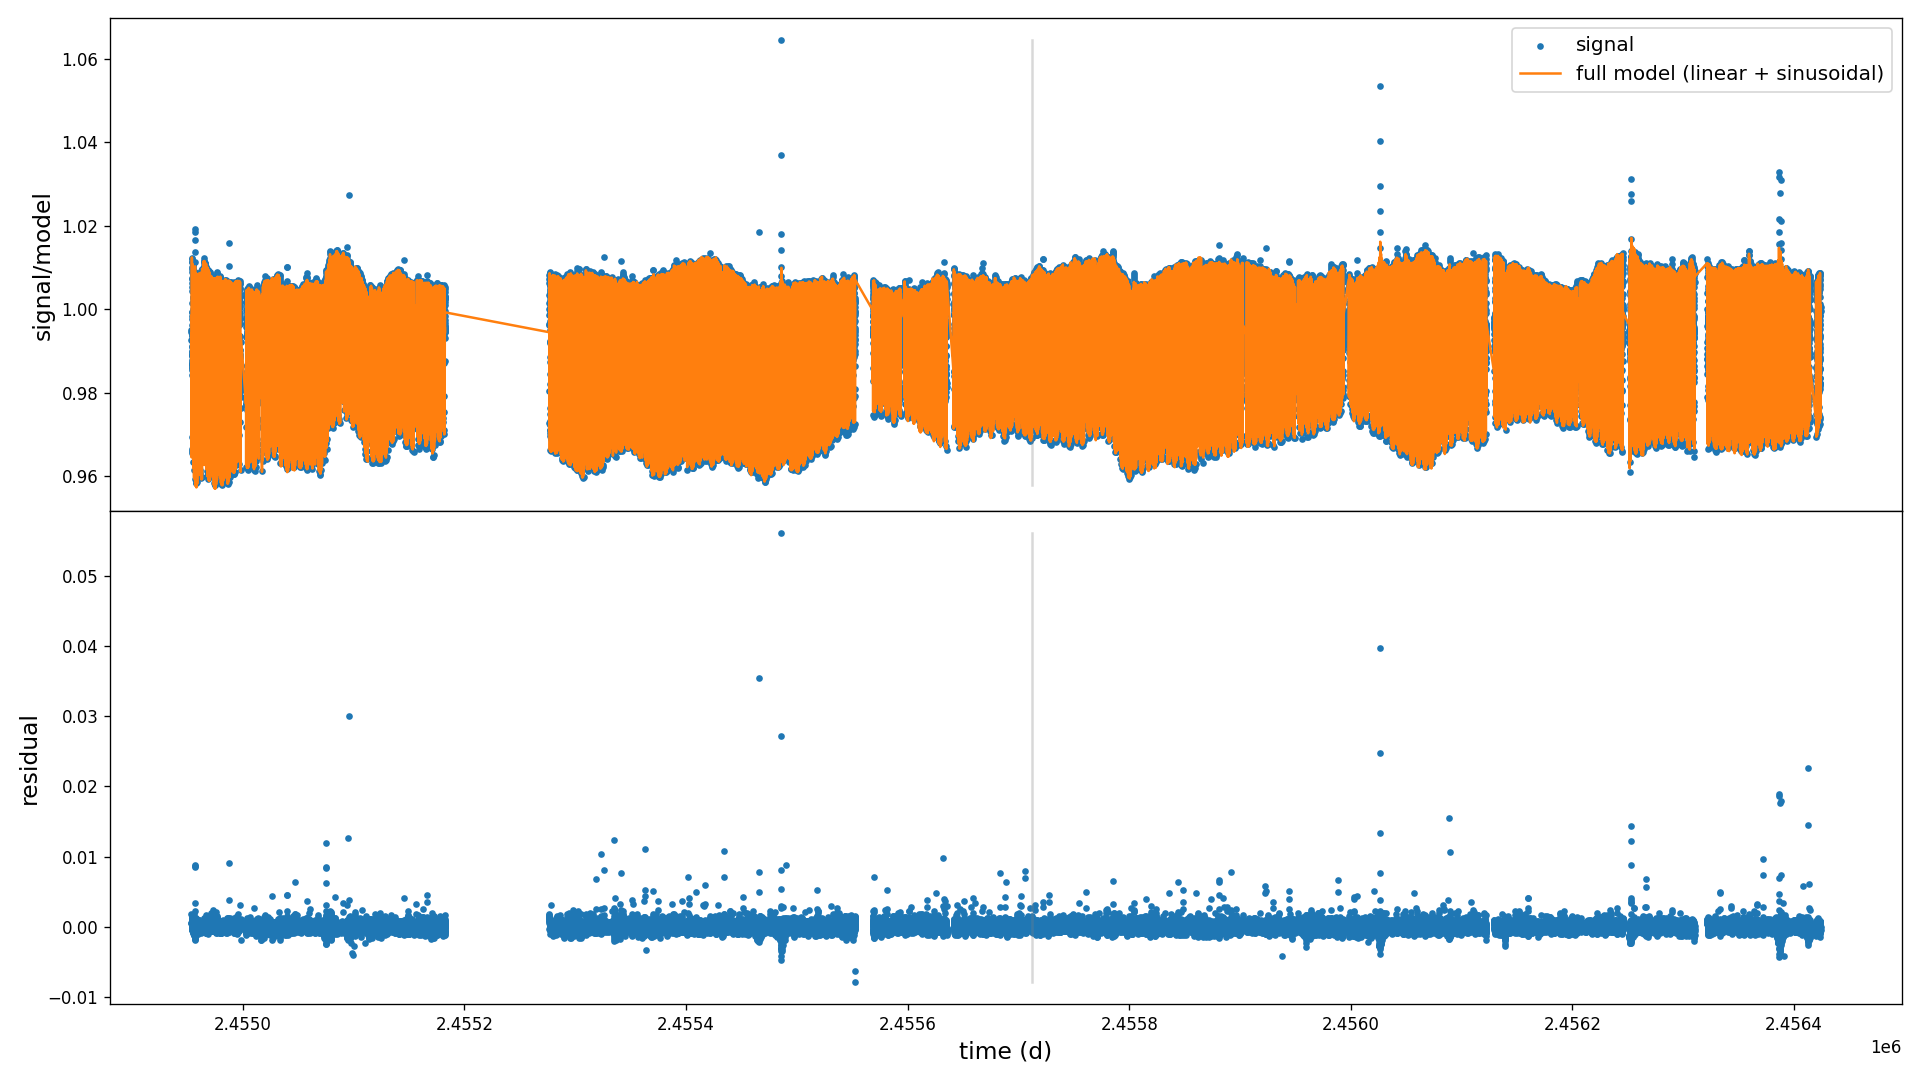 signal
full model (linear + sinusoidal)
signal/model
1.06
1.04
1.02
1.00
0.98
0.96
residual
0.05
0.04
0.03
0.02
0.01
0.00
−0.01
2.4550 2.4552 2.4554 2.4556 2.4558 2.4560 2.4562 2.4564
1e6
time (d)